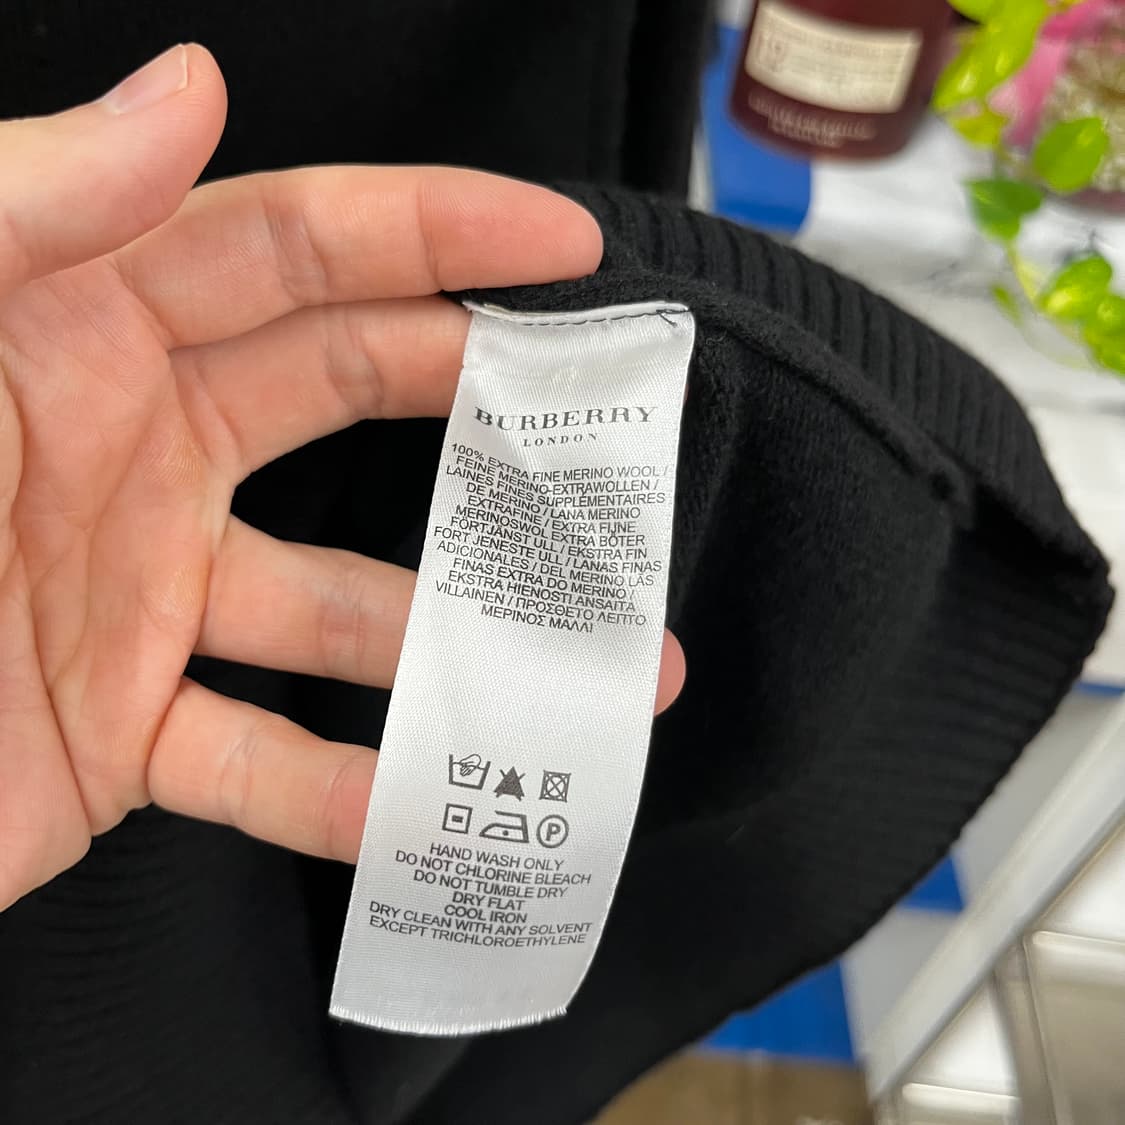 BURBERRY
LONDON
100% EXTRA FINE MERINO WOOL /
FEINE MERINO-EXTRAWOLLEN /
LAINES FINES SUPPLÉMENTAIRES
DE MERINO / LANA MERINO
EXTRAFINE / EXTRA FIJNE
MERINOSWOL EXTRA BÖTER
FÖRTJÄNST ULL / EKSTRA FIN
FORT JENESTE ULL / LANAS FINAS
ADICIONALES / DEL MERINO LÃS
FINAS EXTRA DO MERINO /
EKSTRA HIENOSTI ANSAITA
VILLAINEN / ΠΡΟΣΘΕΤΟ ΛΕΠΤΟ
ΜΕΡΙΝΟΣ ΜΑΛΛΙ
P
HAND WASH ONLY
DO NOT CHLORINE BLEACH
DO NOT TUMBLE DRY
DRY FLAT
COOL IRON
DRY CLEAN WITH ANY SOLVENT
EXCEPT TRICHLOROETHYLENE